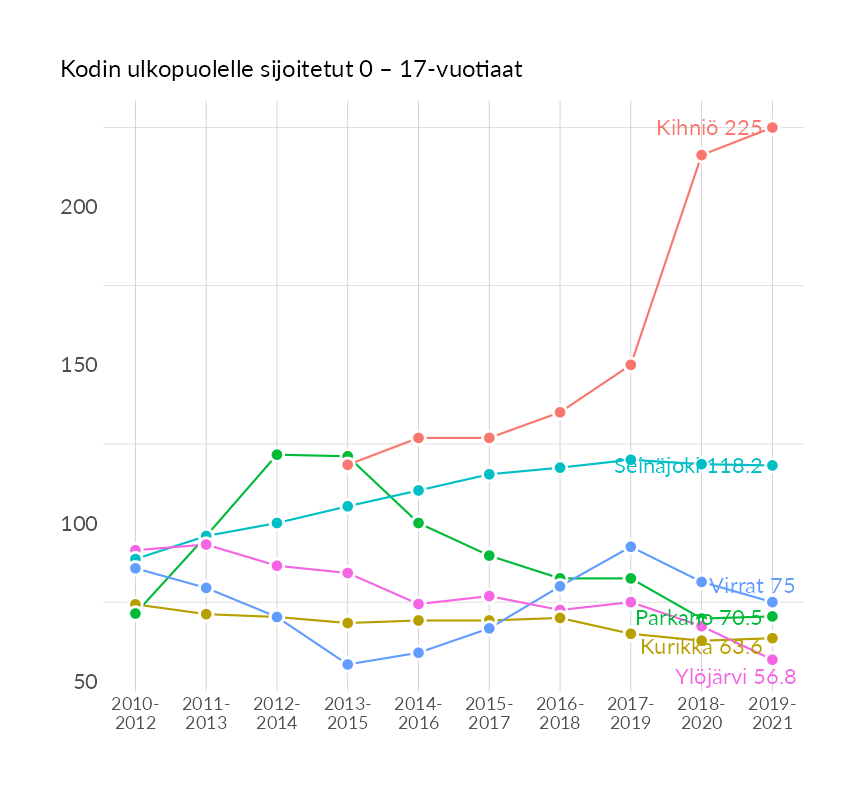 Kodin ulkopuolelle sijoitetut 0 – 17-vuotiaat
Kihniö 225
200
150
Seinäjoki 118.2
100
Virrat 75
Parkano 70.5
Kurikka 63.6
Ylöjärvi 56.8
50
2010-2012
2011-2013
2012-2014
2013-2015
2014-2016
2015-2017
2016-2018
2017-2019
2018-2020
2019-2021